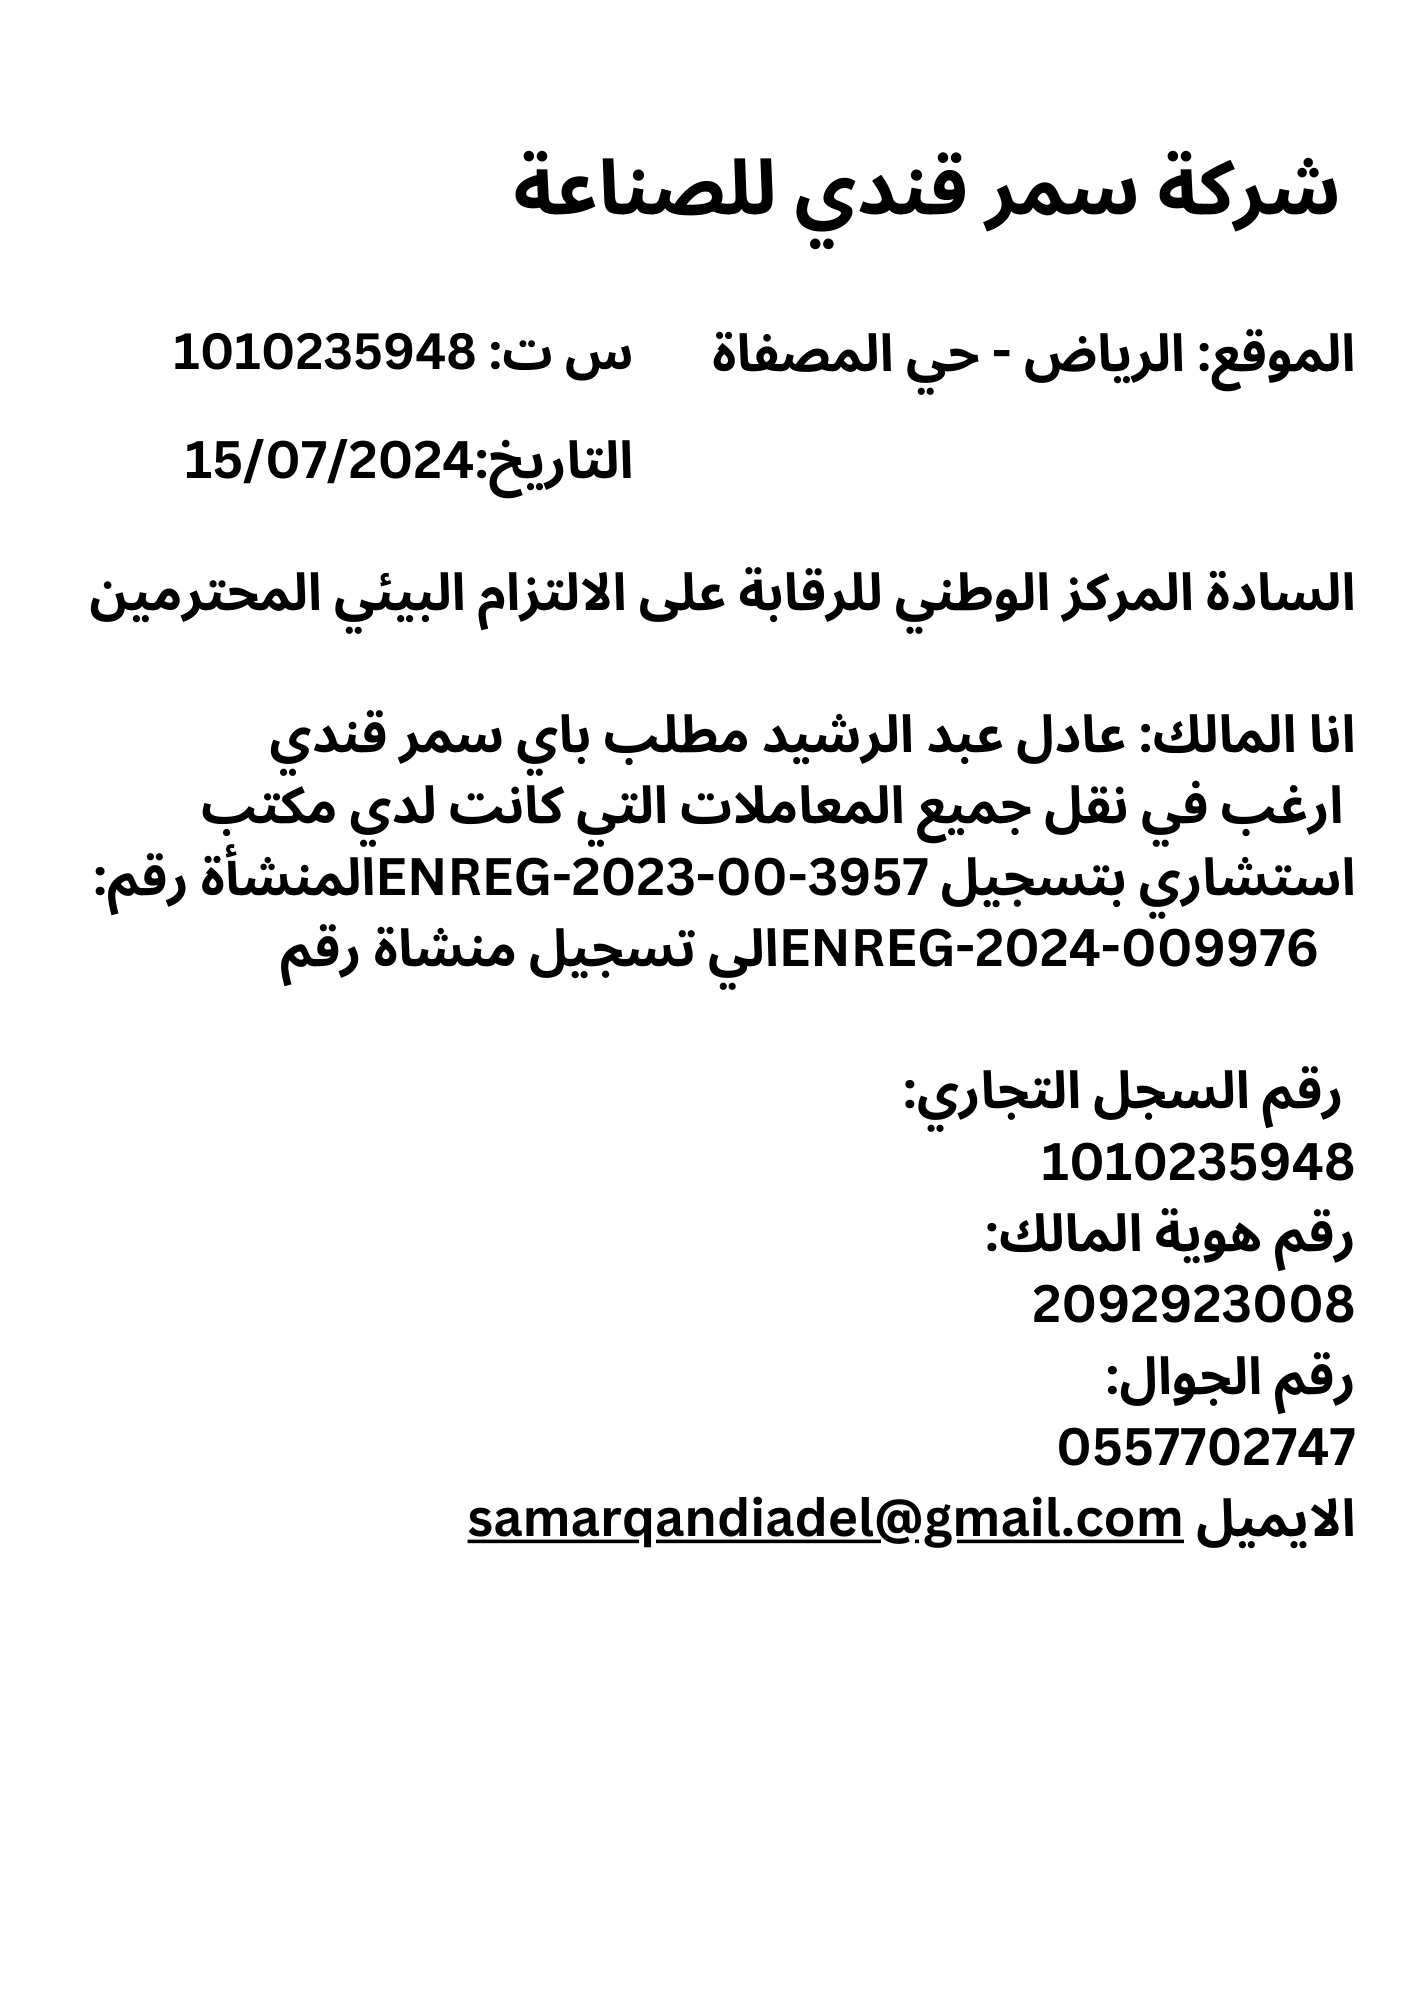 شركة سمر قندي للصناعة
الموقع: الرياض - حي المصفاة س ت: 1010235948
التاريخ:15/07/2024
السادة المركز الوطني للرقابة على الالتزام البيئي المحترمين
انا المالك: عادل عبد الرشيد مطلب باي سمر قندي
ارغب في نقل جميع المعاملات التي كانت لدي مكتب
استشاري بتسجيل ENREG-2023-00-3957المنشأة رقم:
ENREG-2024-009976الي تسجيل منشاة رقم
رقم السجل التجاري:
1010235948
رقم هوية المالك:
2092923008
رقم الجوال:
0557702747
الايميل samarqandiadel@gmail.com